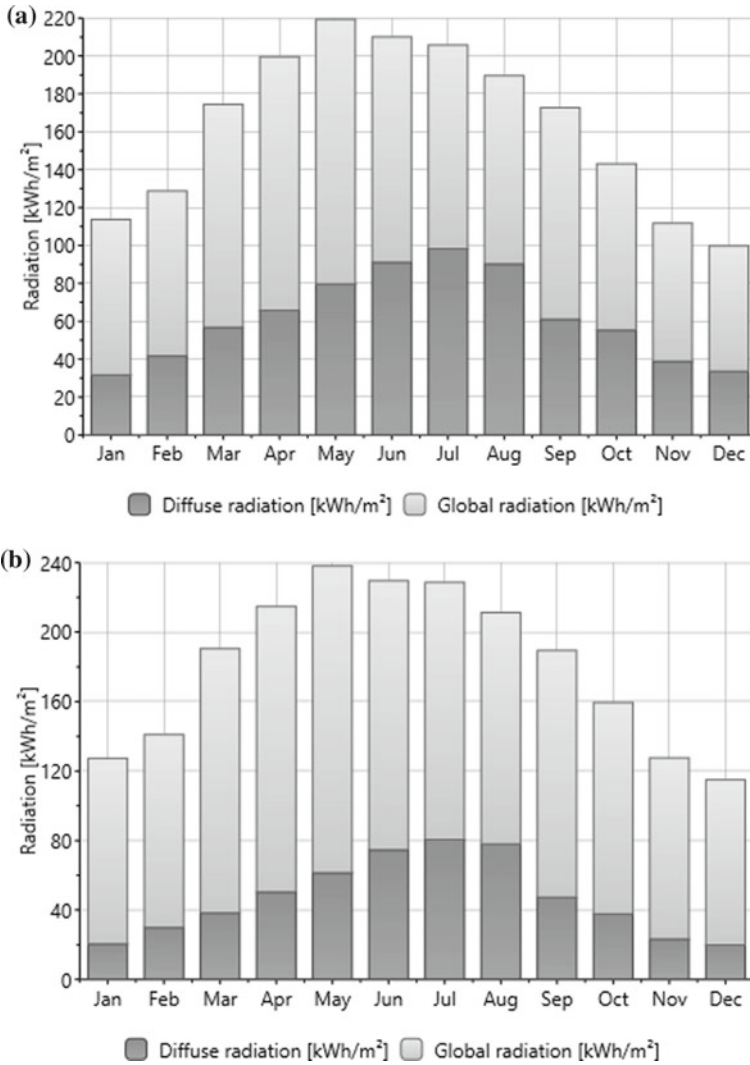 (a)
220
200
180
160
140
120
100
80
60
40
20
0
Radiation [kWh/m²]
Jan Feb Mar Apr May Jun Jul Aug Sep Oct Nov Dec
Diffuse radiation [kWh/m²] Global radiation [kWh/m²]
(b)
240
200
160
120
80
40
0
Radiation [kWh/m²]
Jan Feb Mar Apr May Jun Jul Aug Sep Oct Nov Dec
Diffuse radiation [kWh/m²] Global radiation [kWh/m²]